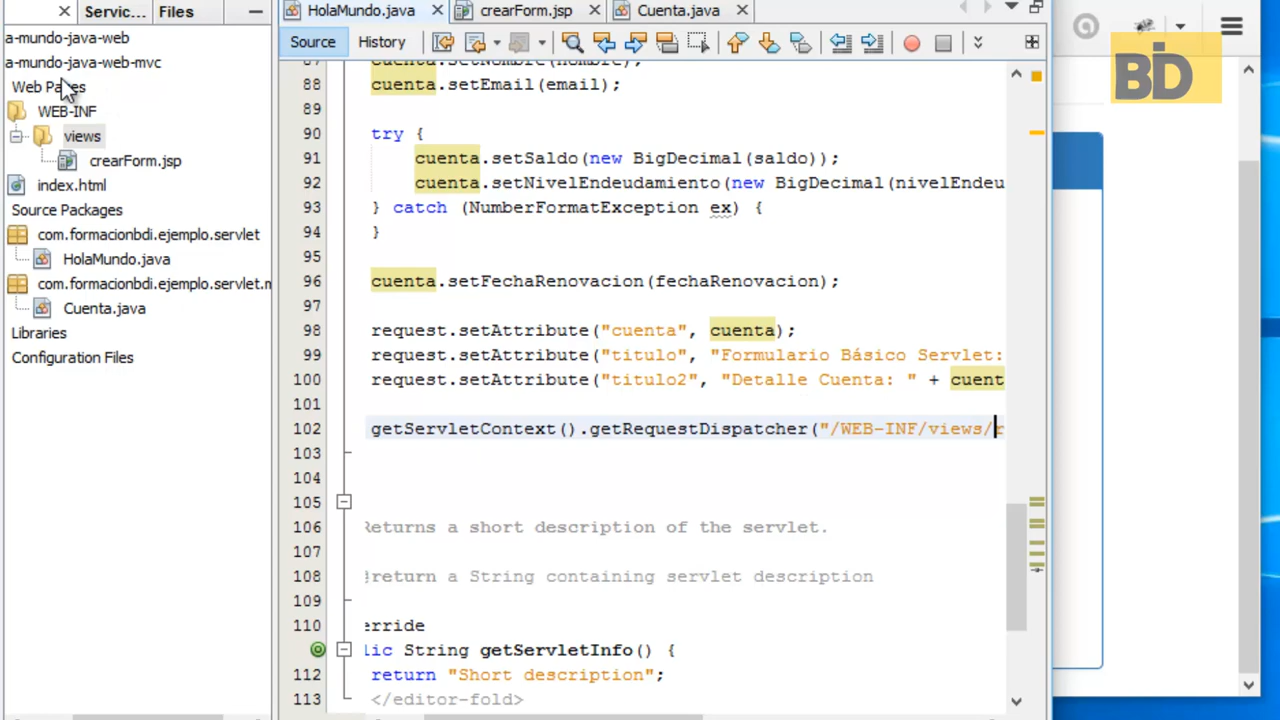 Servic...
Files
HolaMundo.java
crearForm.jsp
Cuenta.java
a-mundo-java-web
a-mundo-java-web-mvc
Web Pages
WEB-INF
views
crearForm.jsp
index.html
Source Packages
com.formacionbdi.ejemplo.servlet
HolaMundo.java
com.formacionbdi.ejemplo.servlet.m
Cuenta.java
Libraries
Configuration Files
Source
History
87 cuenta.setNombre(nombre);
88 cuenta.setEmail(email);
89
90 try {
91 cuenta.setSaldo(new BigDecimal(saldo));
92 cuenta.setNivelEndeudamiento(new BigDecimal(nivelEndeu
93 } catch (NumberFormatException ex) {
94 }
95
96 cuenta.setFechaRenovacion(fechaRenovacion);
97
98 request.setAttribute("cuenta", cuenta);
99 request.setAttribute("titulo", "Formulario Básico Servlet:
100 request.setAttribute("titulo2", "Detalle Cuenta: " + cuent
101
102 getServletContext().getRequestDispatcher("/WEB-INF/views/r
103
104
105
106 Returns a short description of the servlet.
107
108 @return a String containing servlet description
109
110 erride
lic String getServletInfo() {
112 return "Short description";
113 </editor-fold>
BDI